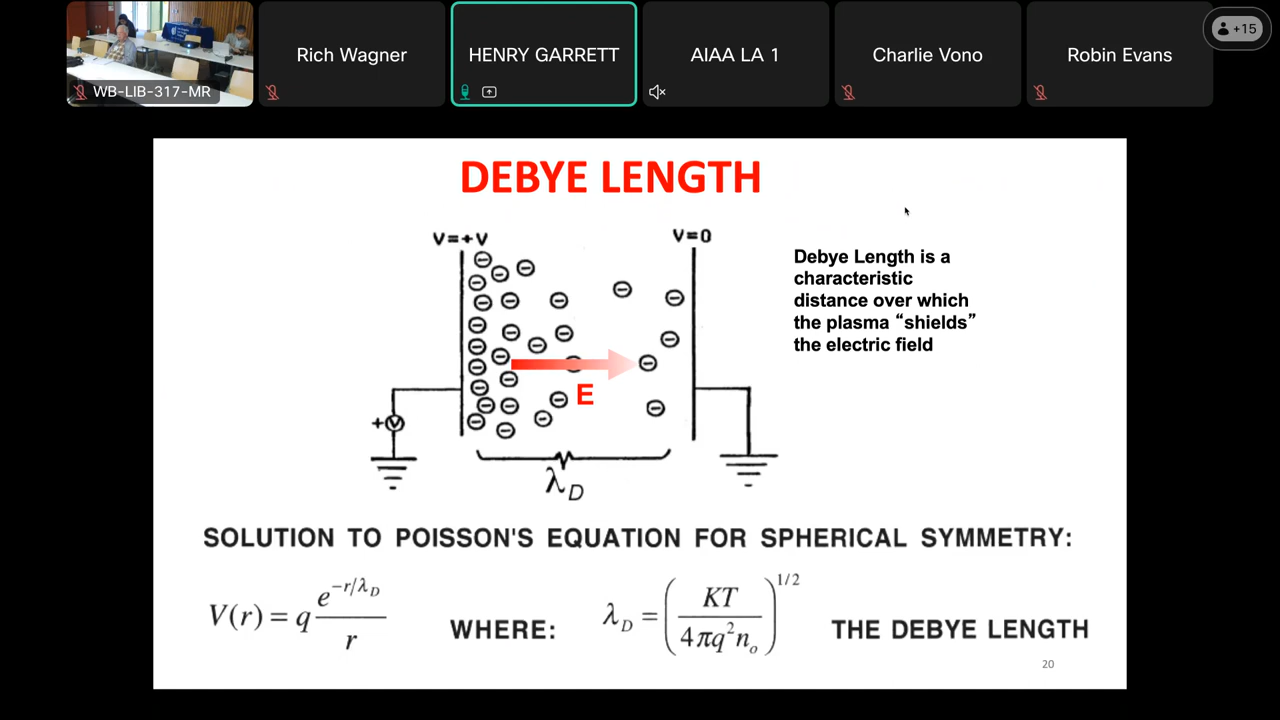 WB-LIB-317-MR
Rich Wagner
HENRY GARRETT
AIAA LA 1
Charlie Vono
Robin Evans
+15
DEBYE LENGTH
V=+V
V=0
Debye Length is a
characteristic
distance over which
the plasma “shields”
the electric field
E
+V
λD
SOLUTION TO POISSON'S EQUATION FOR SPHERICAL SYMMETRY:
V(r) = q e^{-r/λD} / r
WHERE:
λD = (KT / 4πq²n₀)^{1/2}
THE DEBYE LENGTH
20